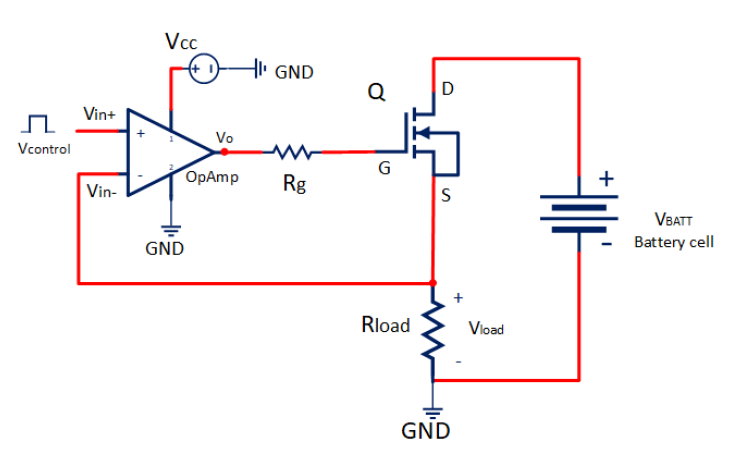 Vcc
+
GND
Q
D
Vin+
Vcontrol
+
1
Vo
-
2
OpAmp
Rg
G
S
Vin-
GND
+
VBATT
Battery cell
-
Rload
+
Vload
-
GND